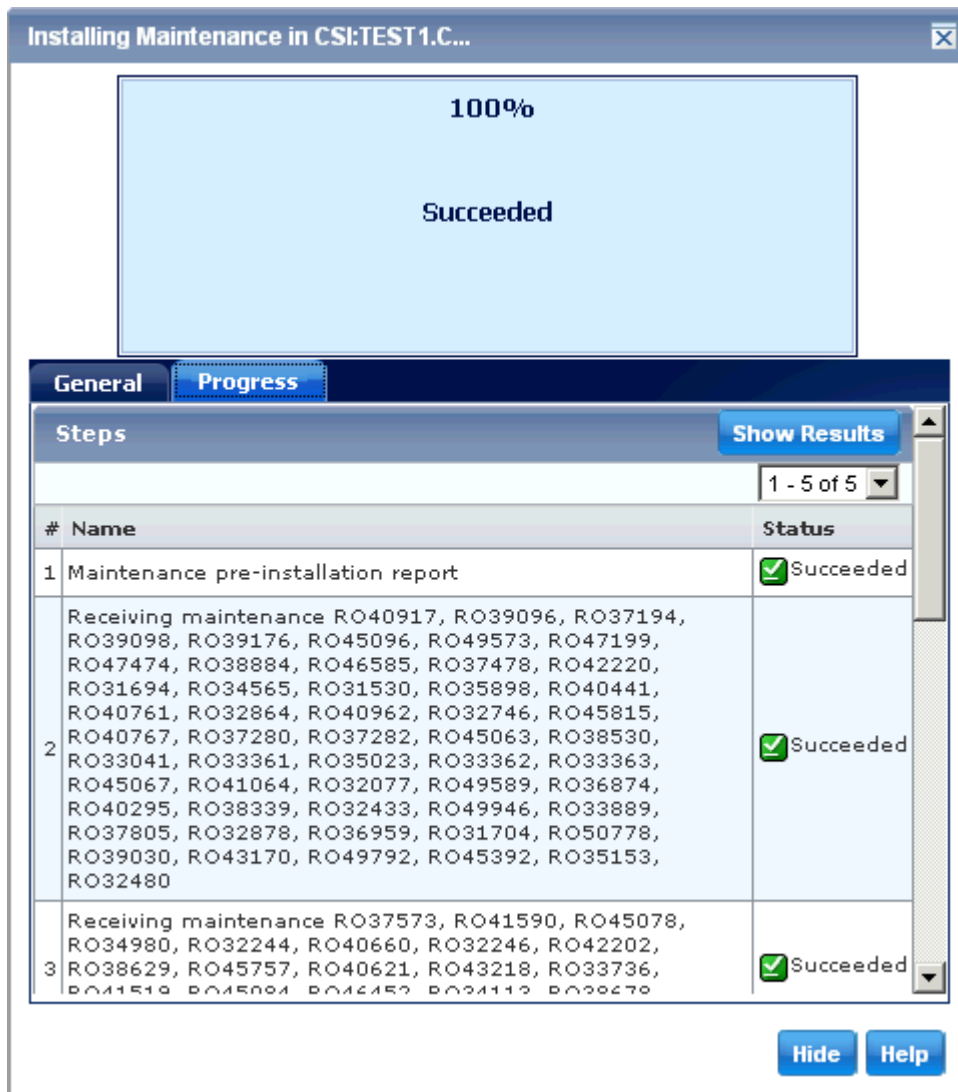 Installing Maintenance in CSI:TEST1.C...
100%
Succeeded
General Progress
Steps Show Results
1 - 5 of 5
# Name Status
1 Maintenance pre-installation report Succeeded
Receiving maintenance RO40917, RO39096, RO37194,
RO39098, RO39176, RO45096, RO49573, RO47199,
RO47474, RO38884, RO46585, RO37478, RO42220,
RO31694, RO34565, RO31530, RO35898, RO40441,
RO40761, RO32864, RO40962, RO32746, RO45815,
RO40767, RO37280, RO37282, RO45063, RO38530,
2 RO33041, RO33361, RO35023, RO33362, RO33363, Succeeded
RO45067, RO41064, RO32077, RO49589, RO36874,
RO40295, RO38339, RO32433, RO49946, RO33889,
RO37805, RO32878, RO36959, RO31704, RO50778,
RO39030, RO43170, RO49792, RO45392, RO35153,
RO32480
Receiving maintenance RO37573, RO41590, RO45078,
RO34980, RO32244, RO40660, RO32246, RO42202,
3 RO38629, RO45757, RO40621, RO43218, RO33736, Succeeded
RO41519, RO45084, RO46452, RO34113, RO38678,
Hide Help